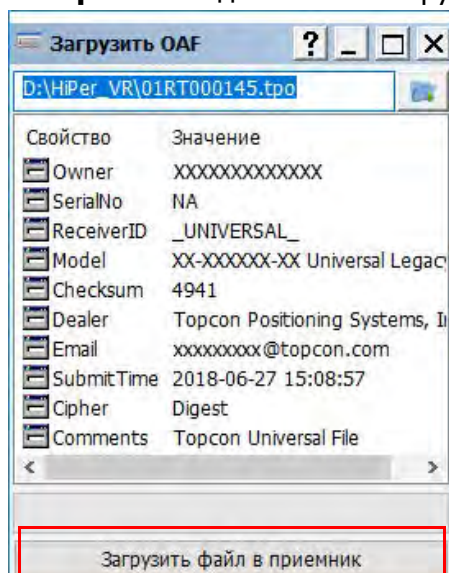 Загрузить OAF
D:\HiPer_VR\01RT000145.tpo
Свойство Значение
Owner XXXXXXXXXXXXX
SerialNo NA
ReceiverID _UNIVERSAL_
Model XX-XXXXXX-XX Universal Legacy
Checksum 4941
Dealer Topcon Positioning Systems, I
Email xxxxxxxxx@topcon.com
SubmitTime 2018-06-27 15:08:57
Cipher Digest
Comments Topcon Universal File
Загрузить файл в приемник